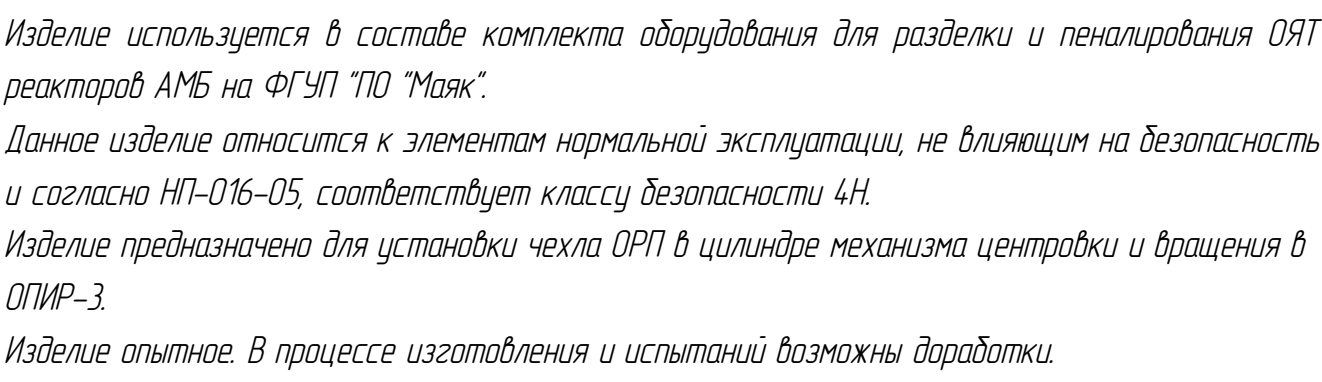 Изделие используется в составе комплекта оборудования для разделки и пеналирования ОЯТ
реакторов АМБ на ФГУП "ПО "Маяк".
Данное изделие относится к элементам нормальной эксплуатации, не влияющим на безопасность
и согласно НП-016-05, соответствует классу безопасности 4Н.
Изделие предназначено для установки чехла ОРП в цилиндре механизма центровки и вращения в
ОПИР-3.
Изделие опытное. В процессе изготовления и испытаний возможны доработки.